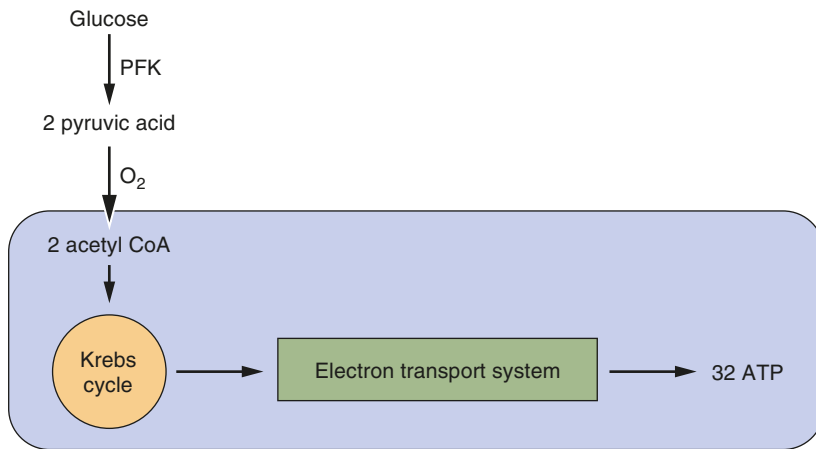 Glucose
PFK
2 pyruvic acid
O₂
2 acetyl CoA
Krebs
cycle
Electron transport system
32 ATP